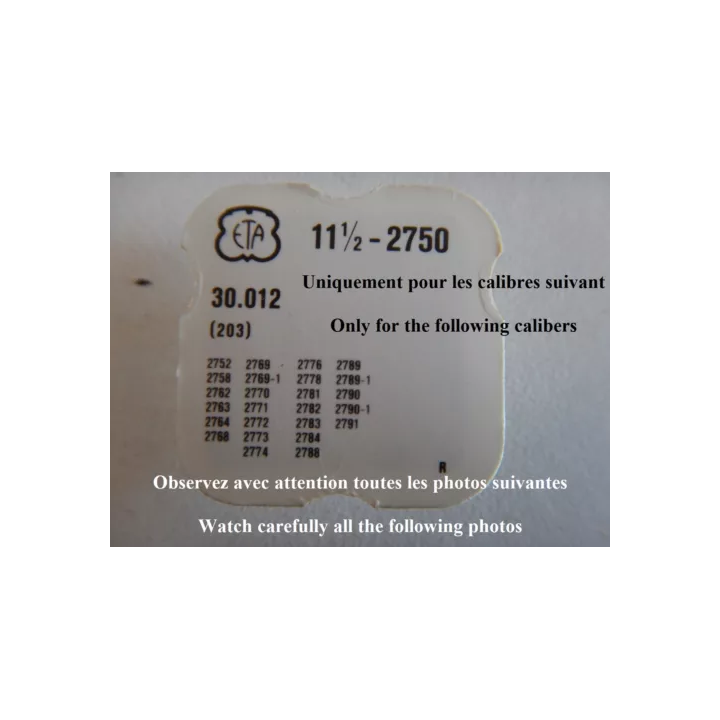 ETA 11½ - 2750
Uniquement pour les calibres suivant
30.012
(203)
Only for the following calibers
2752 2769 2776 2789
2758 2769-1 2778 2789-1
2762 2770 2781 2790
2763 2771 2782 2790-1
2764 2772 2783 2791
2768 2773 2784
2774 2788
R
Observez avec attention toutes les photos suivantes
Watch carefully all the following photos